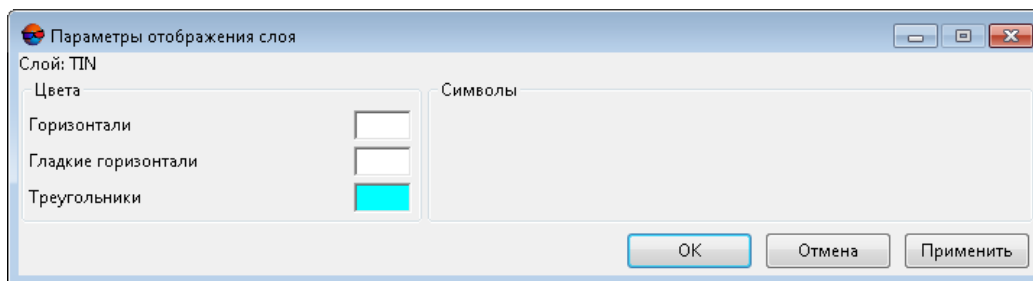 Параметры отображения слоя
Слой: TIN
Цвета
Символы
Горизонтали
Гладкие горизонтали
Треугольники
OK
Отмена
Применить